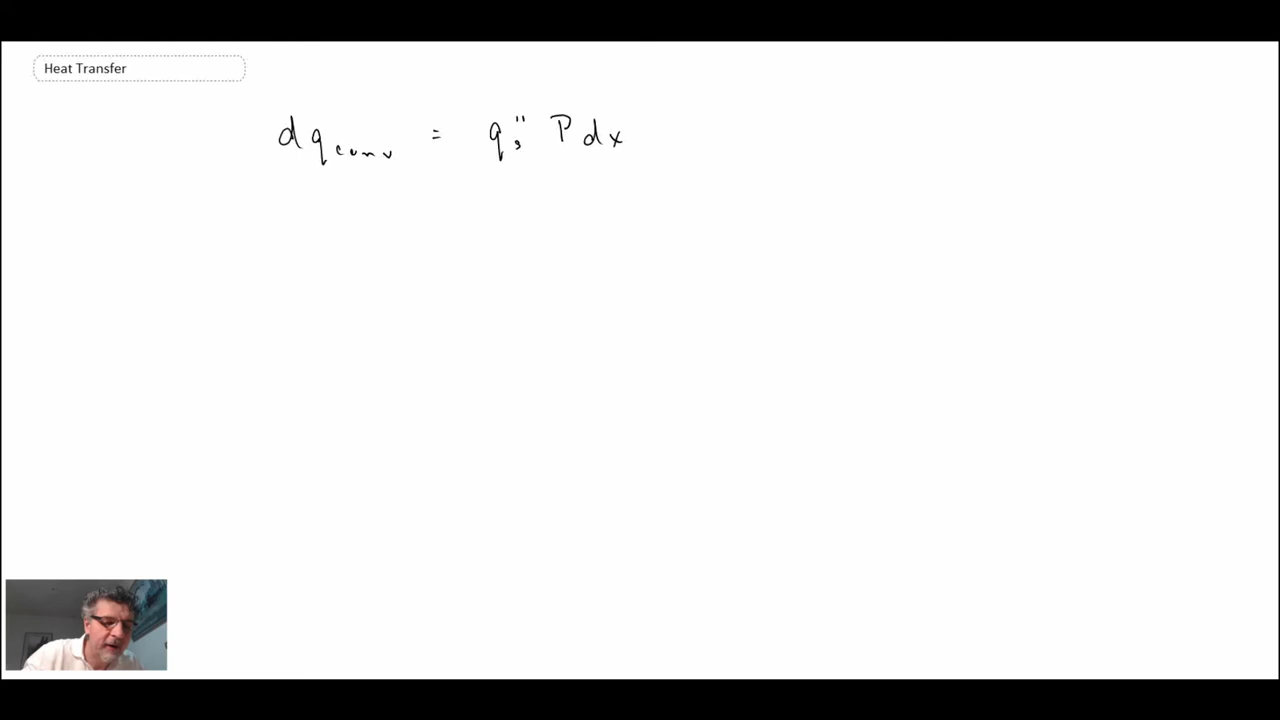 Heat Transfer
dq_conv = q_s'' P dx